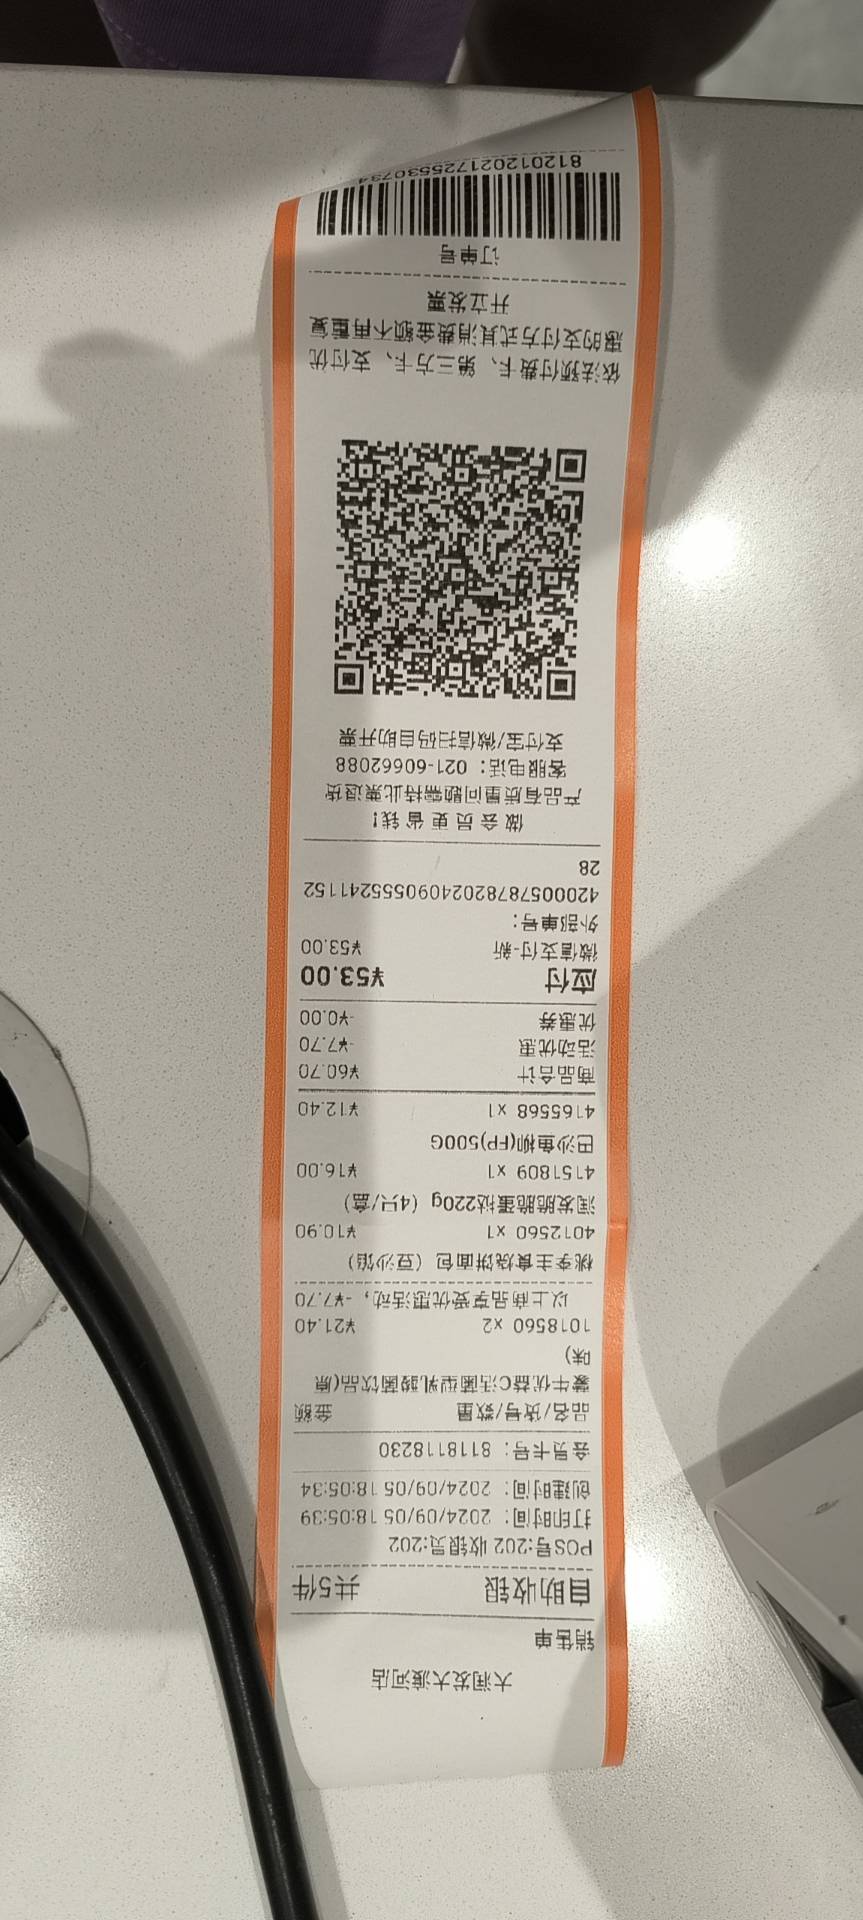 大润发大渡河店
销售单
自助收银 共5件
POS号:202 收银员:202
打印时间：2024/09/05 18:05:39
创建时间：2024/09/05 18:05:34
会员卡号：8118118230
品名/货号/数量 金额
蒙牛优益C活菌型乳酸菌饮品(原
味)
1018560 x2 ¥21.40
以上商品享受优惠活动，-¥7.70
桃李主食烧饼面包（豆沙馅）
4012560 x1 ¥10.90
润发脆脆蛋挞220g（4只/盒）
4151809 x1 ¥16.00
巴沙鱼柳(FP)500G
4165568 x1 ¥12.40
商品合计 ¥60.70
活动优惠 -¥7.70
优惠券 -¥0.00
应付 ¥53.00
微信支付-新 ¥53.00
外部单号：
42000578782024090555241152
28
做会员更省钱！
产品有质量问题需持此票退货
客服电话：021-60662088
支付宝/微信扫码自助开票
依法预付费卡、第三方卡、支付优
惠的支付方式其消费金额不再重复
开立发票
订单号
8120120217255530734